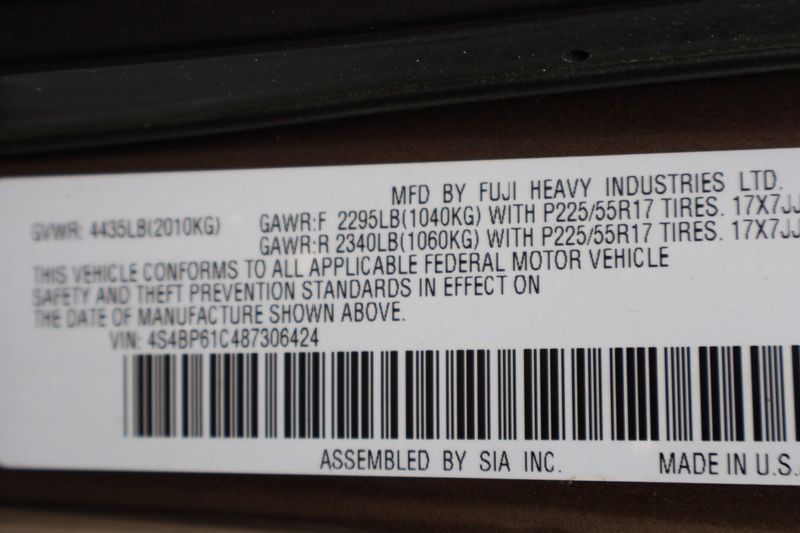 MFD BY FUJI HEAVY INDUSTRIES LTD.
GVWR: 4435LB(2010KG) GAWR:F 2295LB(1040KG) WITH P225/55R17 TIRES. 17X7JJ
GAWR:R 2340LB(1060KG) WITH P225/55R17 TIRES. 17X7JJ
THIS VEHICLE CONFORMS TO ALL APPLICABLE FEDERAL MOTOR VEHICLE
SAFETY AND THEFT PREVENTION STANDARDS IN EFFECT ON
THE DATE OF MANUFACTURE SHOWN ABOVE.
VIN: 4S4BP61C487306424
ASSEMBLED BY SIA INC. MADE IN U.S.